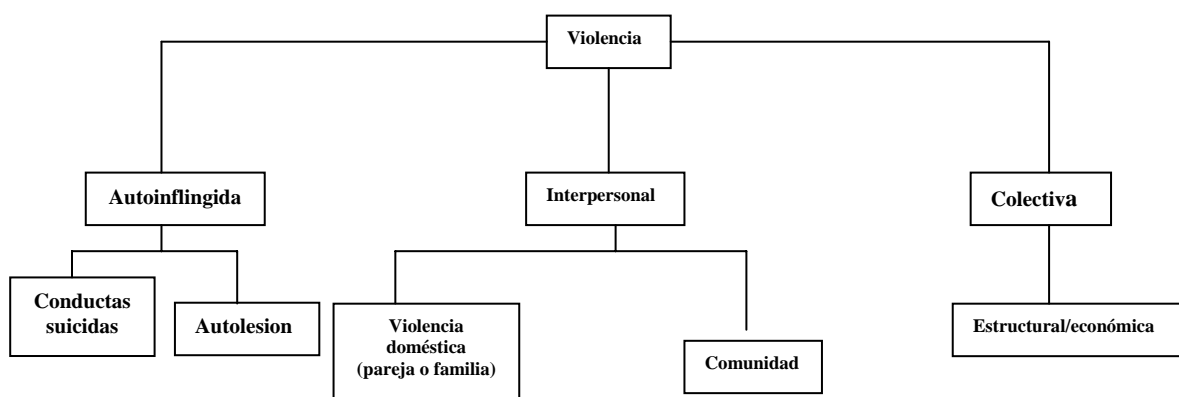 Violencia
Autoinflingida
Interpersonal
Colectiva
Conductas
suicidas
Autolesion
Violencia
doméstica
(pareja o familia)
Comunidad
Estructural/económica